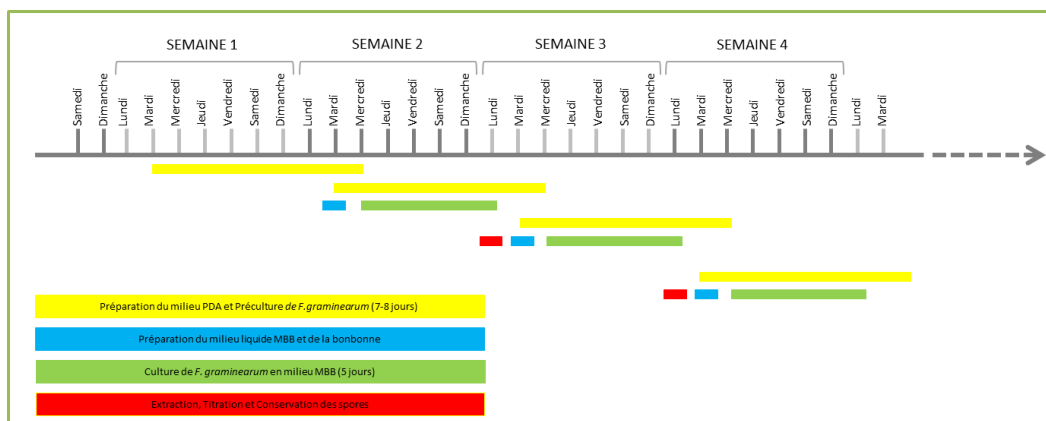 SEMAINE 1 SEMAINE 2 SEMAINE 3 SEMAINE 4
Samedi Dimanche Lundi Mardi Mercredi Jeudi Vendredi Samedi Dimanche Lundi Mardi Mercredi Jeudi Vendredi Samedi Dimanche Lundi Mardi Mercredi Jeudi Vendredi Samedi Dimanche Lundi Mardi Mercredi Jeudi Vendredi Samedi Dimanche Lundi Mardi
Préparation du milieu PDA et Préculture de F.graminearum (7-8 jours)
Préparation du milieu liquide MBB et de la bonbonne
Culture de F. graminearum en milieu MBB (5 jours)
Extraction, Titration et Conservation des spores